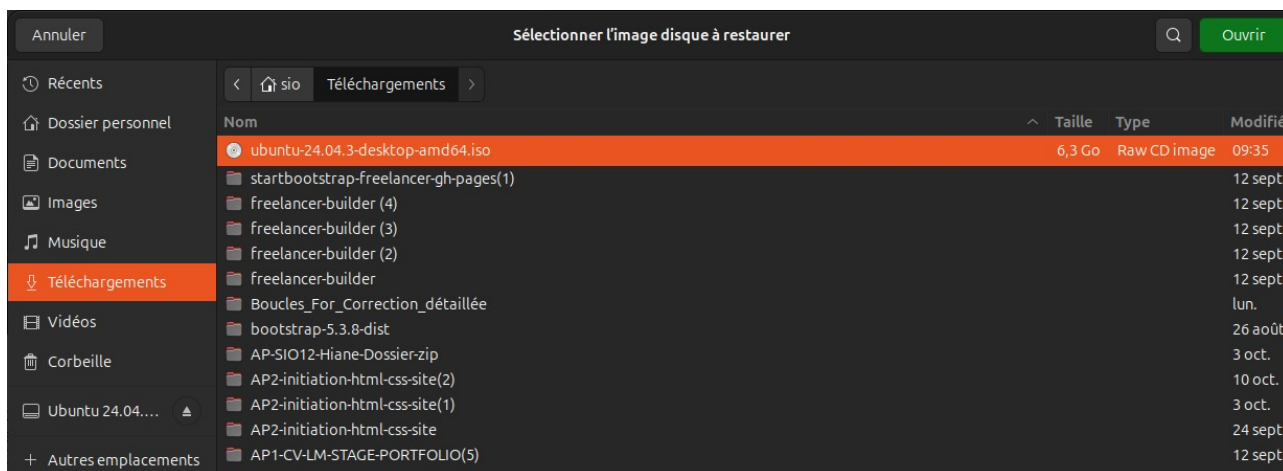 Annuler Sélectionner l'image disque à restaurer Ouvrir
Récents sio Téléchargements
Dossier personnel Nom Taille Type Modifié
ubuntu-24.04.3-desktop-amd64.iso 6,3 Go Raw CD image 09:35
Documents
startbootstrap-freelancer-gh-pages(1) 12 sept
Images freelancer-builder (4) 12 sept
freelancer-builder (3) 12 sept
Musique freelancer-builder (2) 12 sept
Téléchargements freelancer-builder 12 sept
Boucles_For_Correction_détaillée lun.
Vidéos bootstrap-5.3.8-dist 26 août
Corbeille AP-SIO12-Hiane-Dossier-zip 3 oct.
AP2-initiation-html-css-site(2) 10 oct.
Ubuntu 24.04.... AP2-initiation-html-css-site(1) 3 oct.
AP2-initiation-html-css-site 24 sept
+ Autres emplacements AP1-CV-LM-STAGE-PORTFOLIO(5) 12 sept